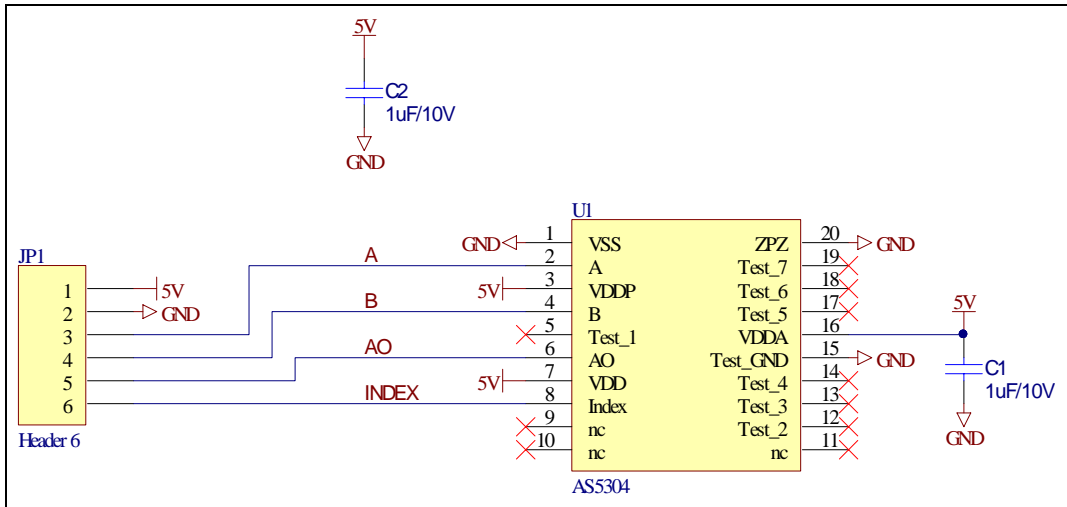 5V
C2
1uF/10V
GND
JP1
1
2
3
4
5
6
Header 6
5V
GND
A
B
AO
INDEX
GND
5V
5V
U1
1 VSS
2 A
3 VDDP
4 B
5 Test_1
6 AO
7 VDD
8 Index
9 nc
10 nc
ZPZ 20
Test_7 19
Test_6 18
Test_5 17
VDDA 16
Test_GND 15
Test_4 14
Test_3 13
Test_2 12
nc 11
AS5304
GND
GND
5V
C1
1uF/10V
GND